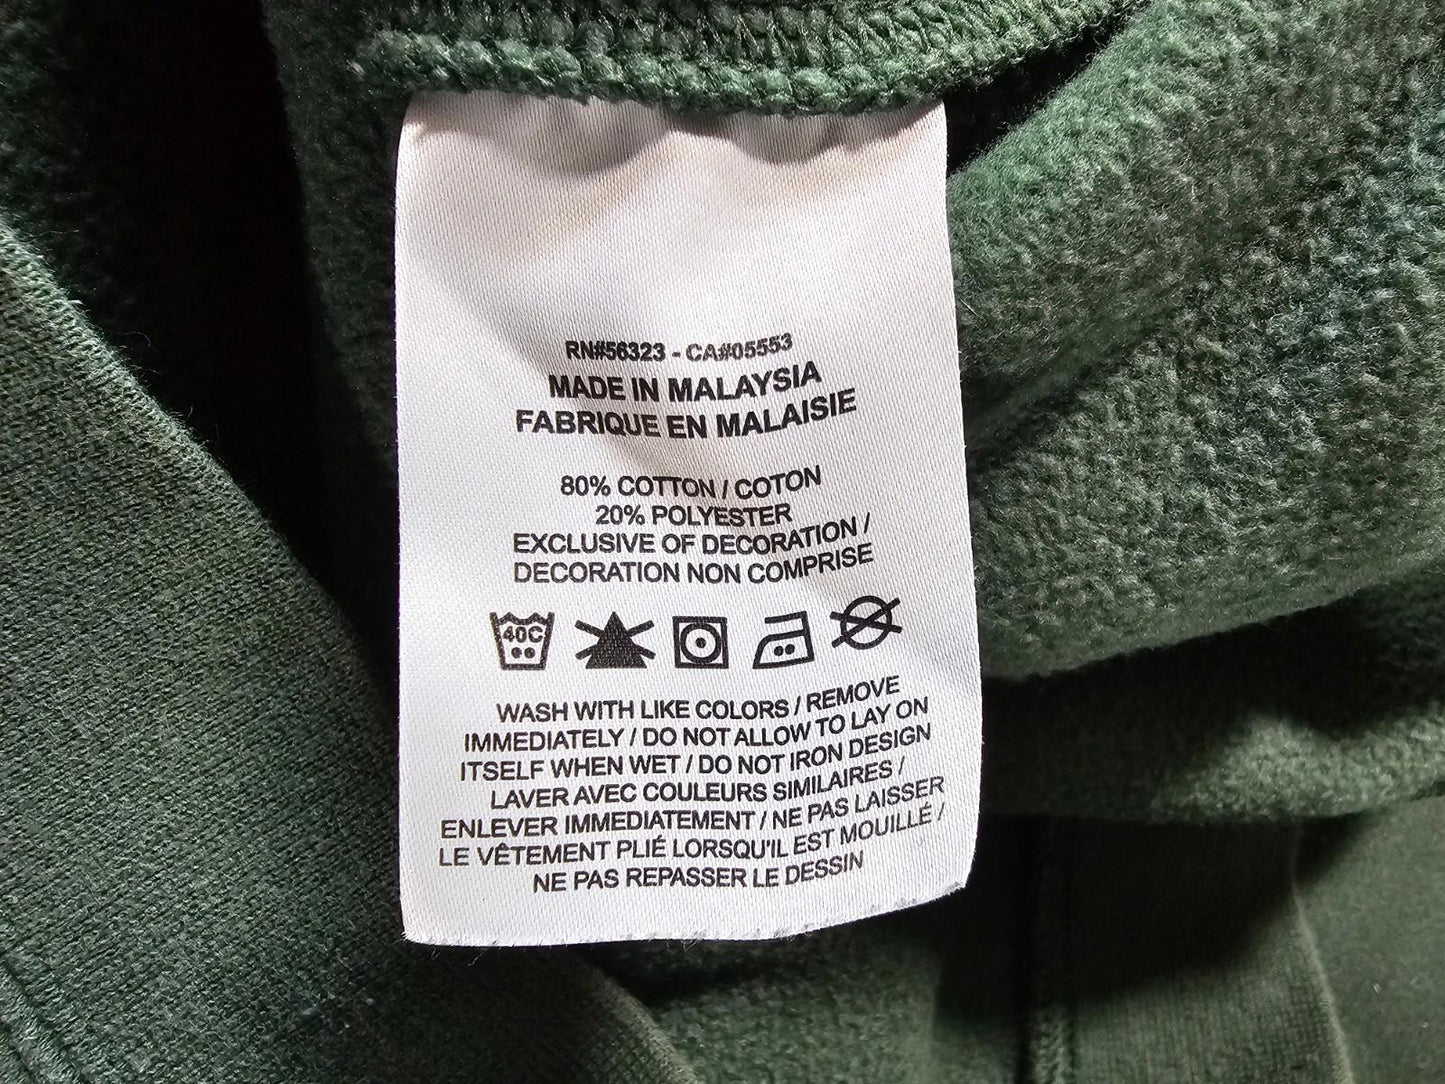 RN#56323 - CA#05553
MADE IN MALAYSIA
FABRIQUE EN MALAISIE
80% COTTON / COTON
20% POLYESTER
EXCLUSIVE OF DECORATION /
DECORATION NON COMPRISE
40C
WASH WITH LIKE COLORS / REMOVE
IMMEDIATELY / DO NOT ALLOW TO LAY ON
ITSELF WHEN WET / DO NOT IRON DESIGN
LAVER AVEC COULEURS SIMILAIRES /
ENLEVER IMMEDIATEMENT / NE PAS LAISSER
LE VÊTEMENT PLIÉ LORSQU'IL EST MOUILLÉ /
NE PAS REPASSER LE DESSIN